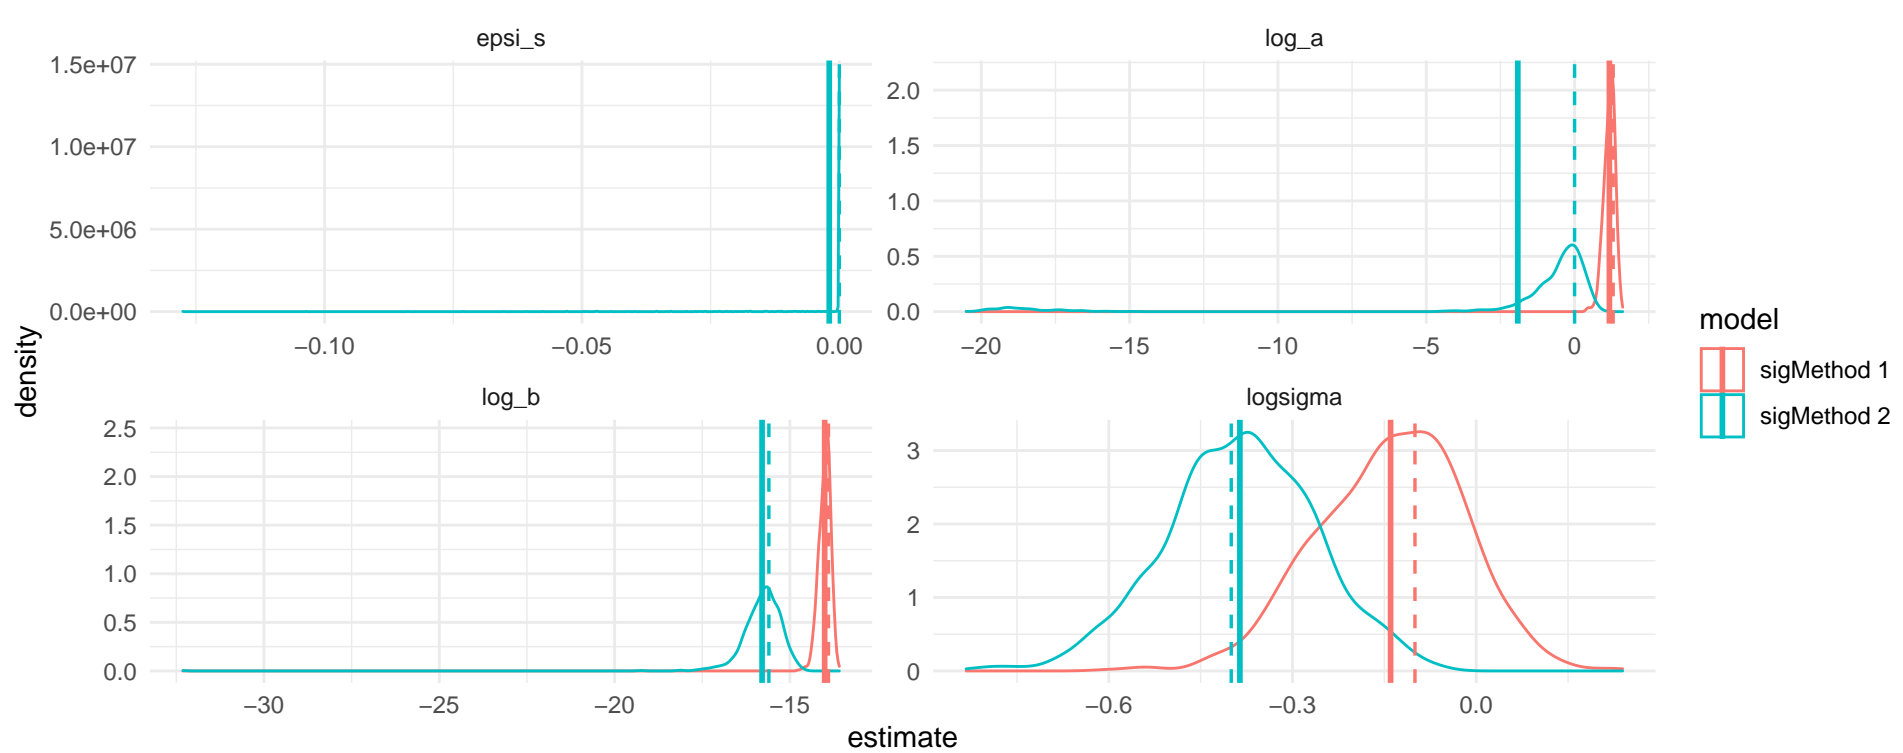 epsi_s
log_a
1.5e+07
1.0e+07
5.0e+06
0.0e+00
−0.10
−0.05
0.00
2.0
1.5
1.0
0.5
0.0
−20
−15
−10
−5
0
log_b
logsigma
2.5
2.0
1.5
1.0
0.5
0.0
−30
−25
−20
−15
3
2
1
0
−0.6
−0.3
0.0
density
estimate
model
sigMethod 1
sigMethod 2